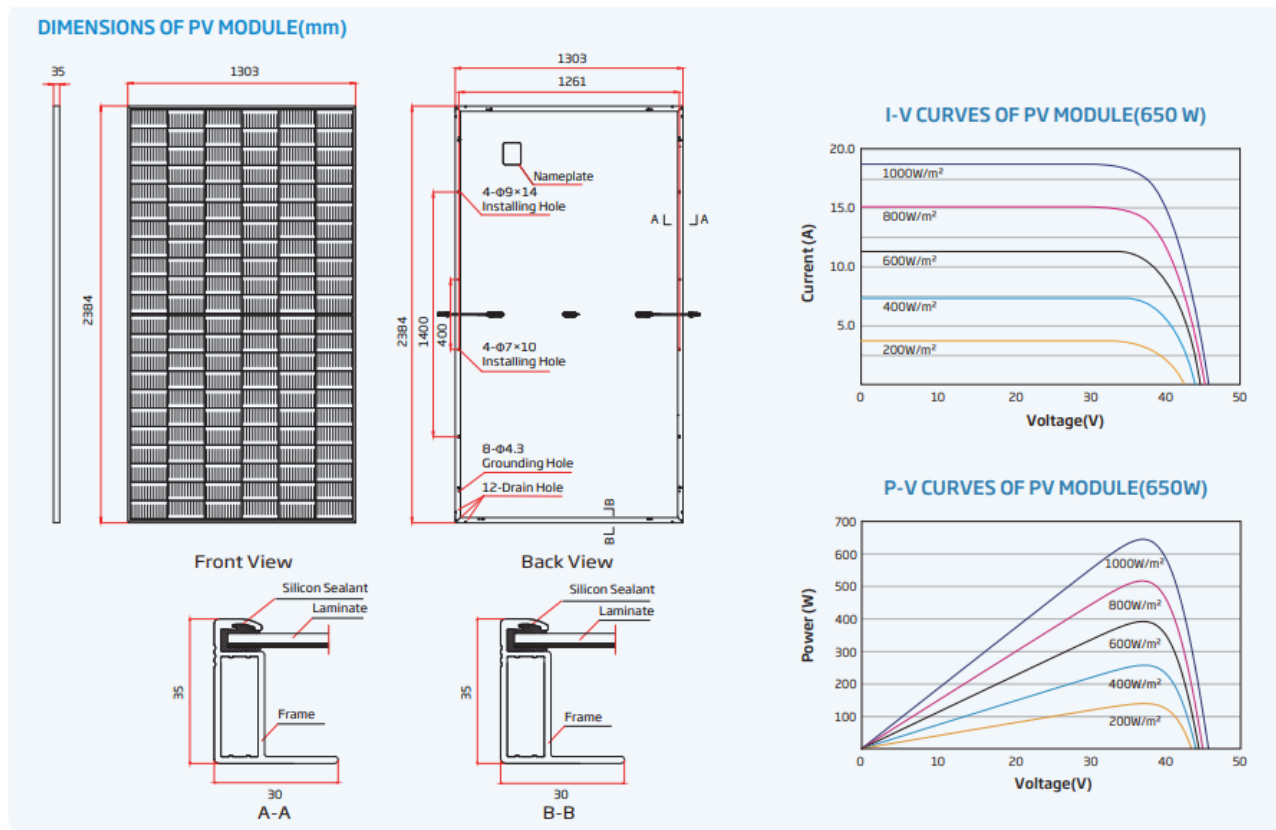 DIMENSIONS OF PV MODULE(mm)
35
1303
2384
Front View
1303
1261
Nameplate
4-Φ9×14
Installing Hole
A
A
2384
1400
400
4-Φ7×10
Installing Hole
8-Φ4.3
Grounding Hole
12-Drain Hole
B
B
Back View
Silicon Sealant
Laminate
35
Frame
30
A-A
Silicon Sealant
Laminate
35
Frame
30
B-B
I-V CURVES OF PV MODULE(650 W)
Current (A)
20.0
15.0
10.0
5.0
1000W/m²
800W/m²
600W/m²
400W/m²
200W/m²
0 10 20 30 40 50
Voltage(V)
P-V CURVES OF PV MODULE(650W)
Power (W)
700
600
500
400
300
200
100
1000W/m²
800W/m²
600W/m²
400W/m²
200W/m²
0 10 20 30 40 50
Voltage(V)